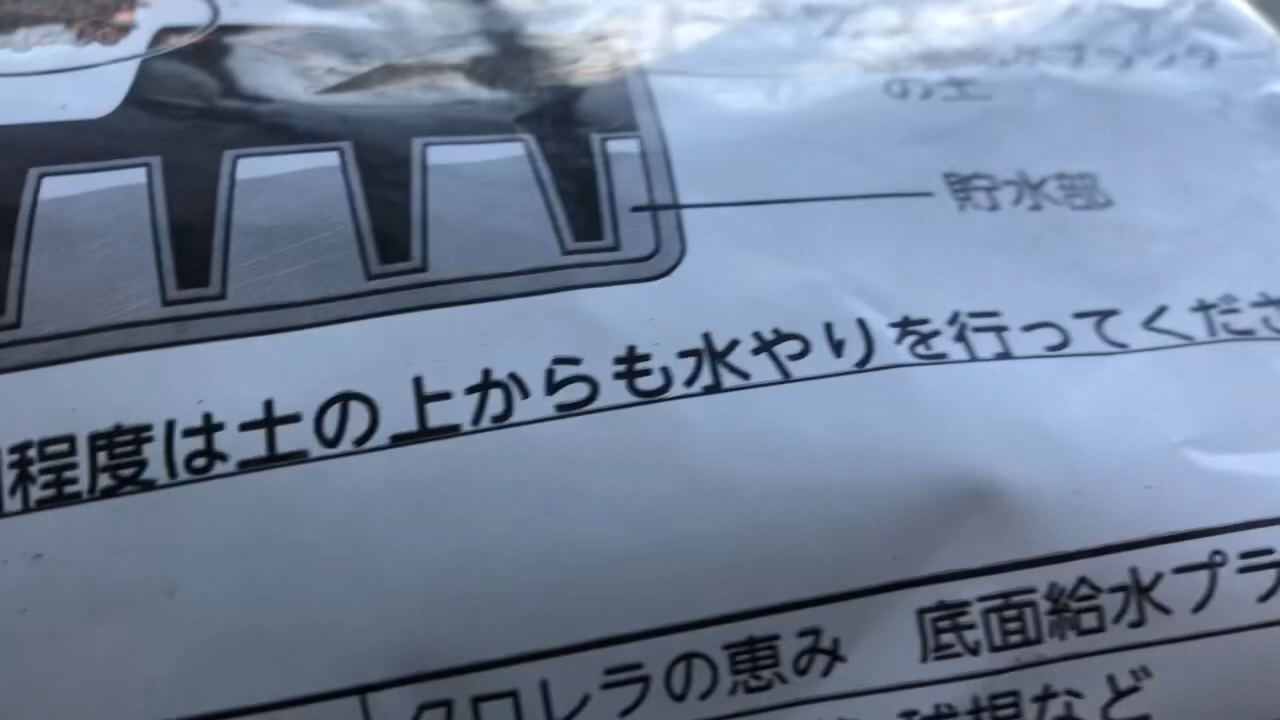 の土
貯水部
程度は土の上からも水やりを行ってくださ
クロレラの恵み　底面給水プラ
球根など